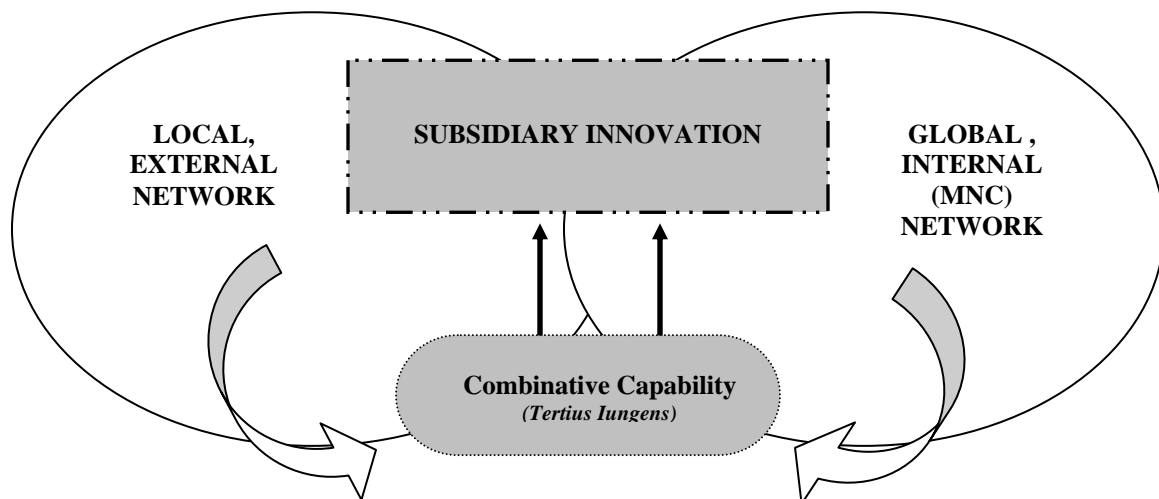 LOCAL,
EXTERNAL
NETWORK
SUBSIDIARY INNOVATION
GLOBAL ,
INTERNAL
(MNC)
NETWORK
Combinative Capability
(Tertius Iungens)